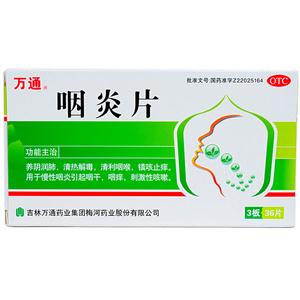 批准文号：国药准字Z22025164
OTC
万通®
咽炎片
功能主治
养阴润肺，清热解毒，清利咽喉，镇咳止痒。
用于慢性咽炎引起咽干，咽痒，刺激性咳嗽。
3板 36片
吉林万通药业集团梅河药业股份有限公司